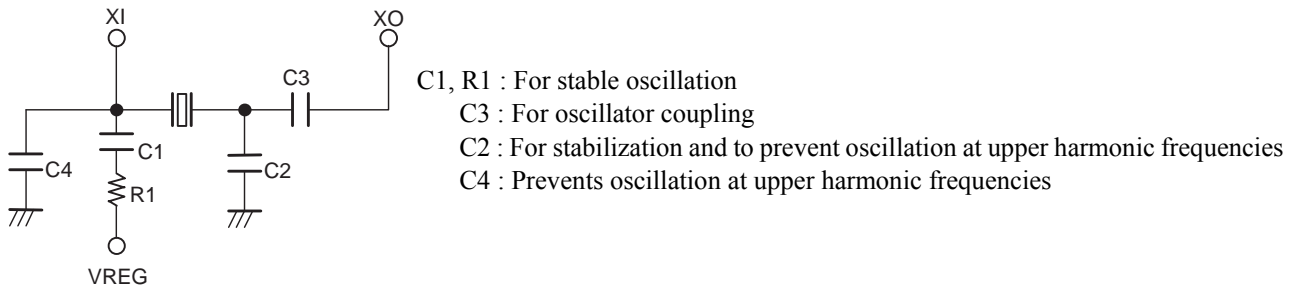 XI
XO
C3
C1
C4
R1
C2
VREG
C1, R1 : For stable oscillation
C3 : For oscillator coupling
C2 : For stabilization and to prevent oscillation at upper harmonic frequencies
C4 : Prevents oscillation at upper harmonic frequencies